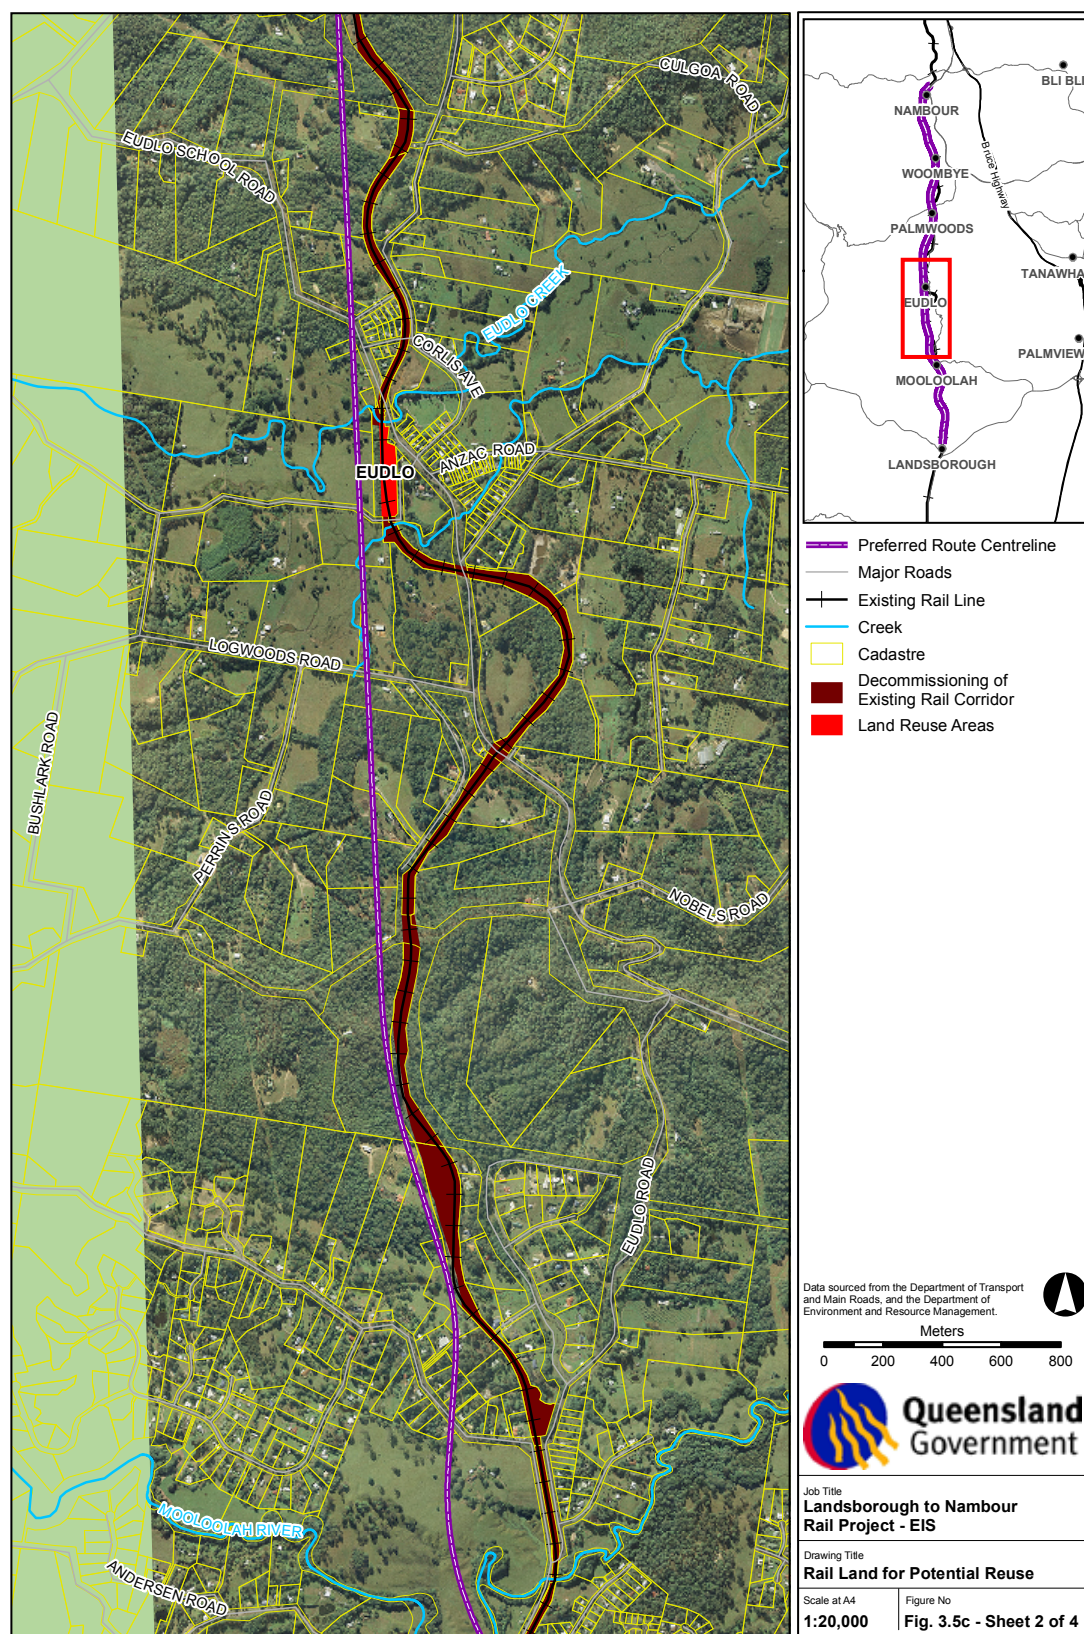 CULGOA ROAD
EUDLO SCHOOL ROAD
EUDLO CREEK
CORLIS AVE
ANZAC ROAD
EUDLO
LOGWOODS ROAD
BUSHLARK ROAD
PERRINS ROAD
NOBELS ROAD
EUDLO ROAD
MOOLOOLAH RIVER
ANDERSEN ROAD
BLI BLI
NAMBOUR
Bruce Highway
WOOMBYE
PALMWOODS
TANAWHA
EUDLO
PALMVIEW
MOOLOOLAH
LANDSBOROUGH
Preferred Route Centreline
Major Roads
Existing Rail Line
Creek
Cadastre
Decommissioning of
Existing Rail Corridor
Land Reuse Areas
Data sourced from the Department of Transport
and Main Roads, and the Department of
Environment and Resource Management.
Meters
0 200 400 600 800
Queensland
Government
Job Title
Landsborough to Nambour
Rail Project - EIS
Drawing Title
Rail Land for Potential Reuse
Scale at A4
1:20,000
Figure No
Fig. 3.5c - Sheet 2 of 4